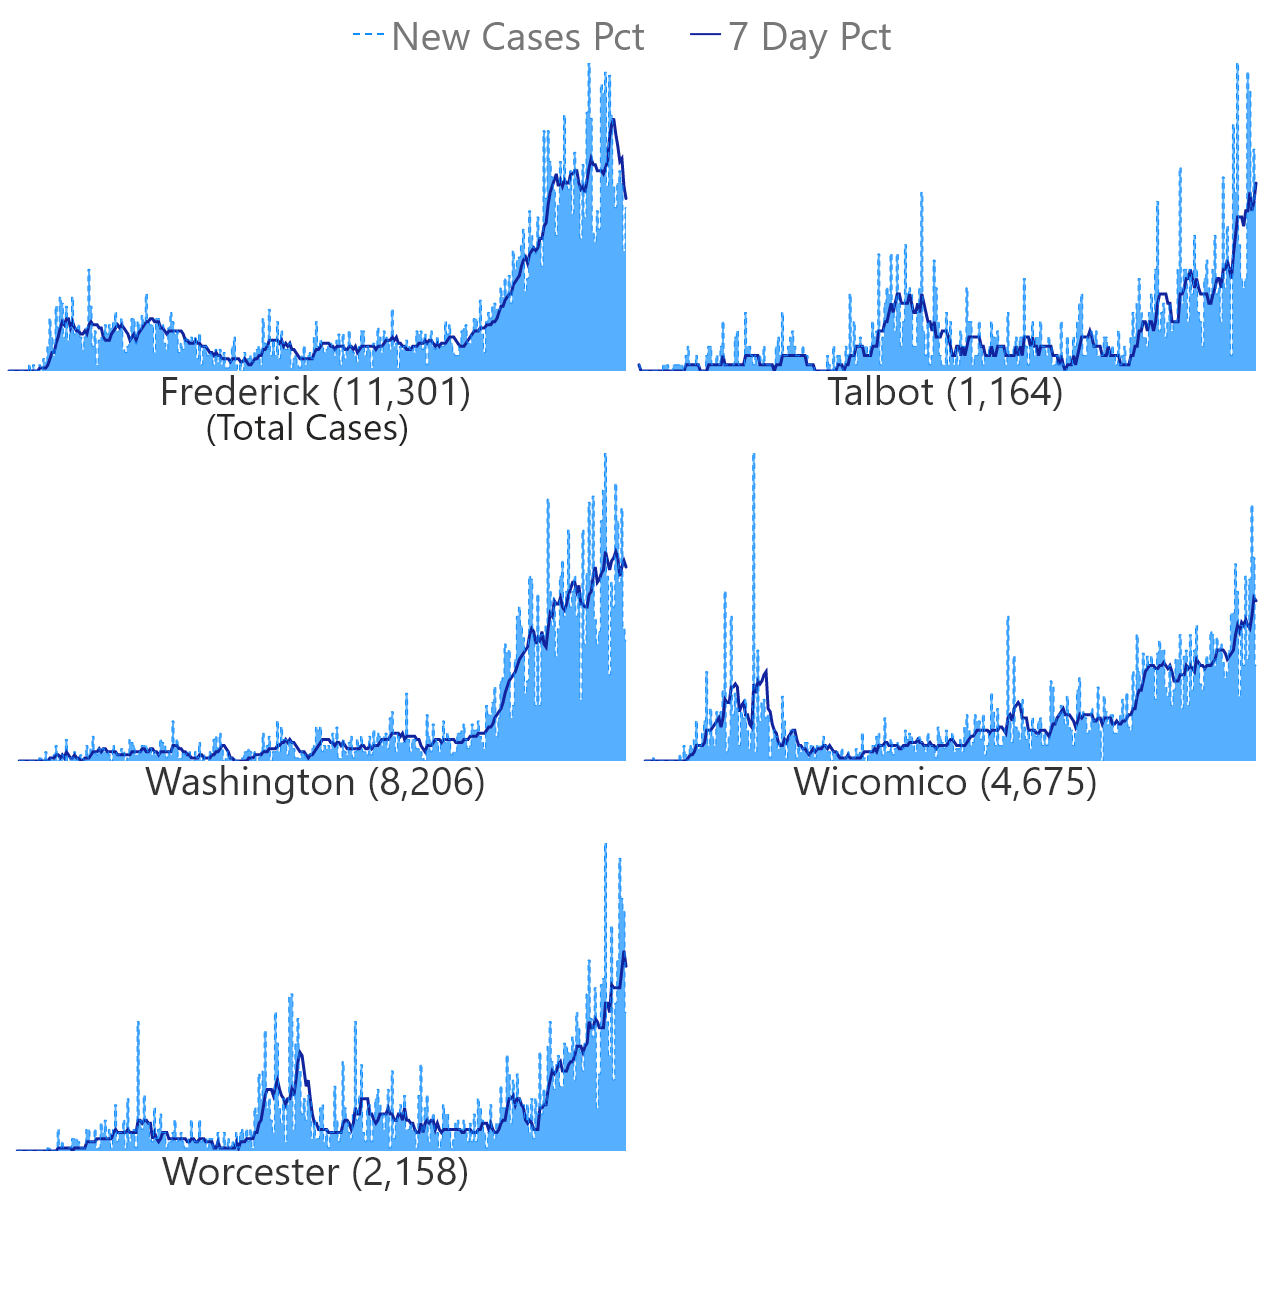 New Cases Pct 7 Day Pct
Frederick (11,301) Talbot (1,164)
(Total Cases)
Washington (8,206) Wicomico (4,675)
Worcester (2,158)